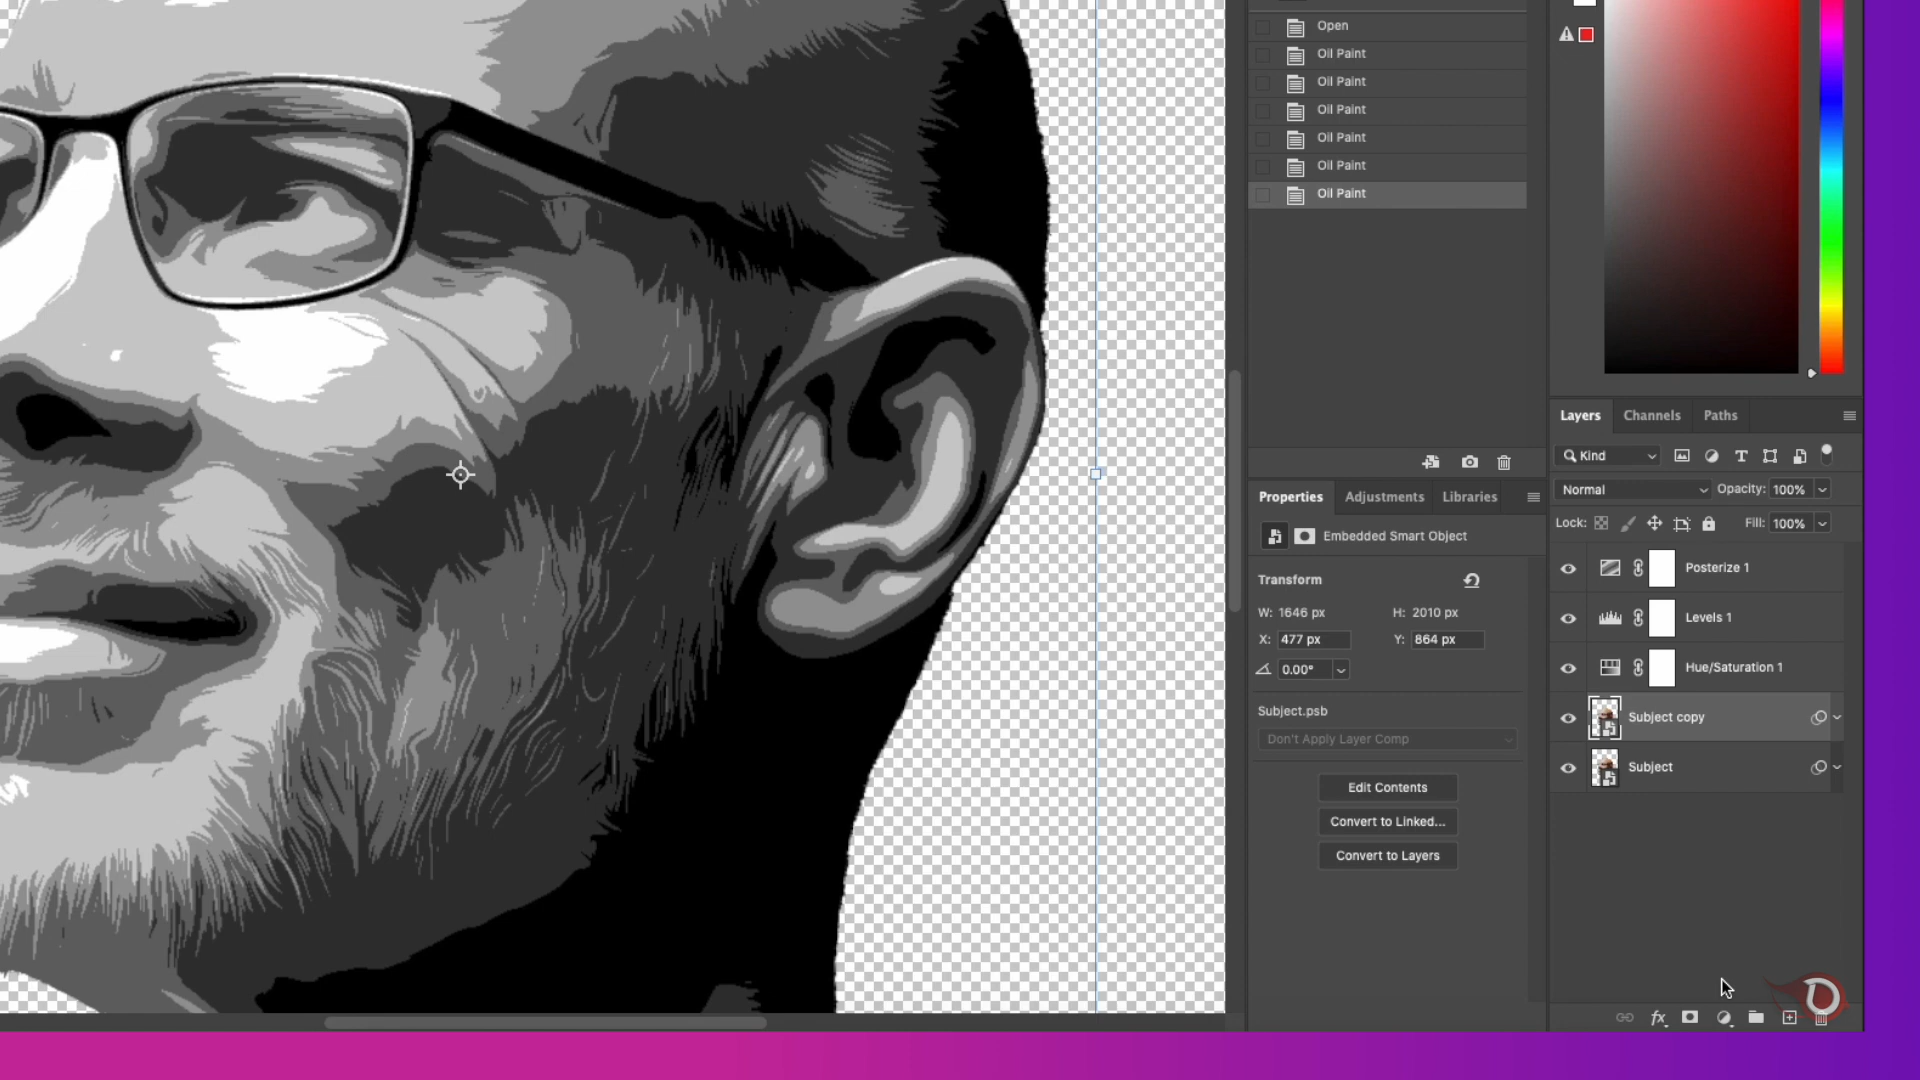 Open
Oil Paint
Oil Paint
Oil Paint
Oil Paint
Oil Paint
Oil Paint
Properties Adjustments Libraries
Embedded Smart Object
Transform
W: 1646 px H: 2010 px
X: 477 px Y: 864 px
0.00°
Subject.psb
Don't Apply Layer Comp
Edit Contents
Convert to Linked...
Convert to Layers
Layers Channels Paths
Kind
Normal Opacity: 100%
Lock: Fill: 100%
Posterize 1
Levels 1
Hue/Saturation 1
Subject copy
Subject
fx
D